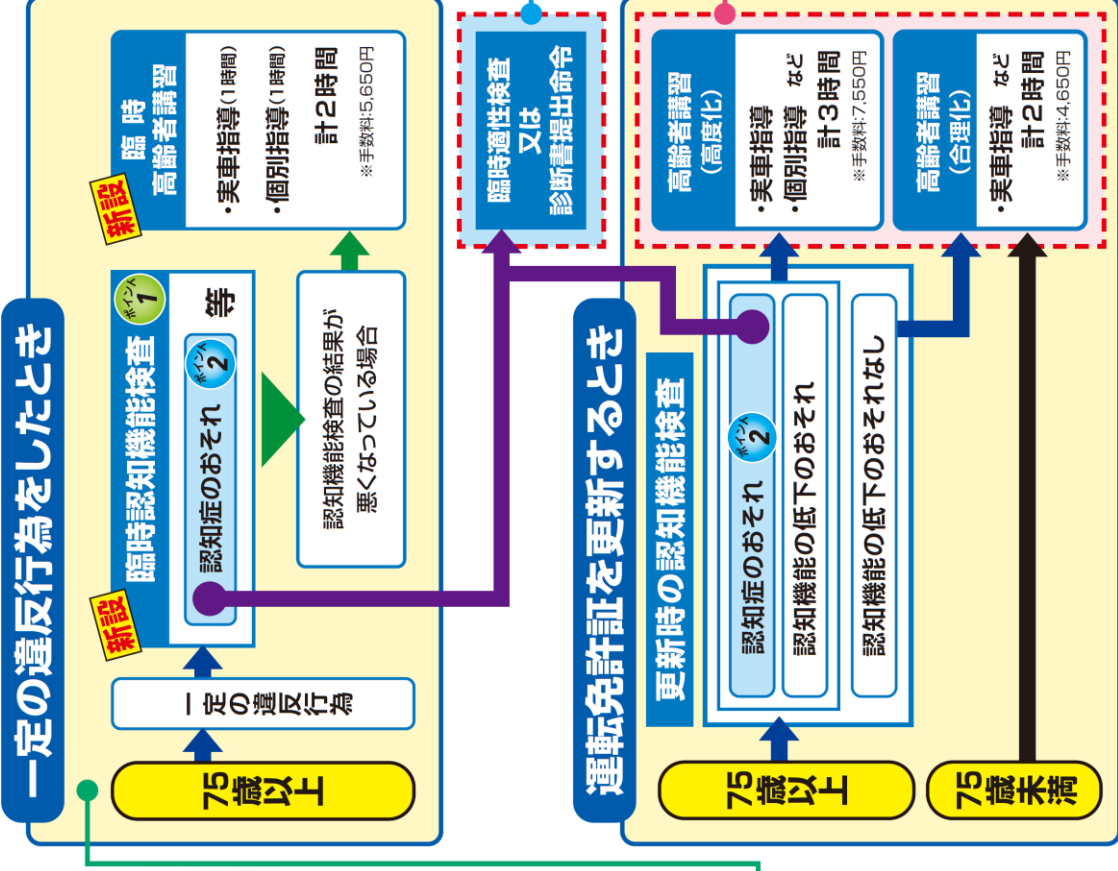 一定の違反行為をしたとき
75歳以上
一定の違反行為
新設
臨時認知機能検査
ポイント1
認知症のおそれ
ポイント2
等
認知機能検査の結果が
悪くなっている場合
新設
臨時
高齢者講習
・実車指導(1時間)
・個別指導(1時間)
計2時間
※手数料:5,650円
臨時適性検査
又は
診断書提出命令
運転免許証を更新するとき
75歳以上
更新時の認知機能検査
認知症のおそれ
ポイント2
認知機能の低下のおそれ
認知機能の低下のおそれなし
高齢者講習
(高度化)
・実車指導
・個別指導 など
計3時間
※手数料:7,550円
75歳未満
高齢者講習
(合理化)
・実車指導 など
計2時間
※手数料:4,650円